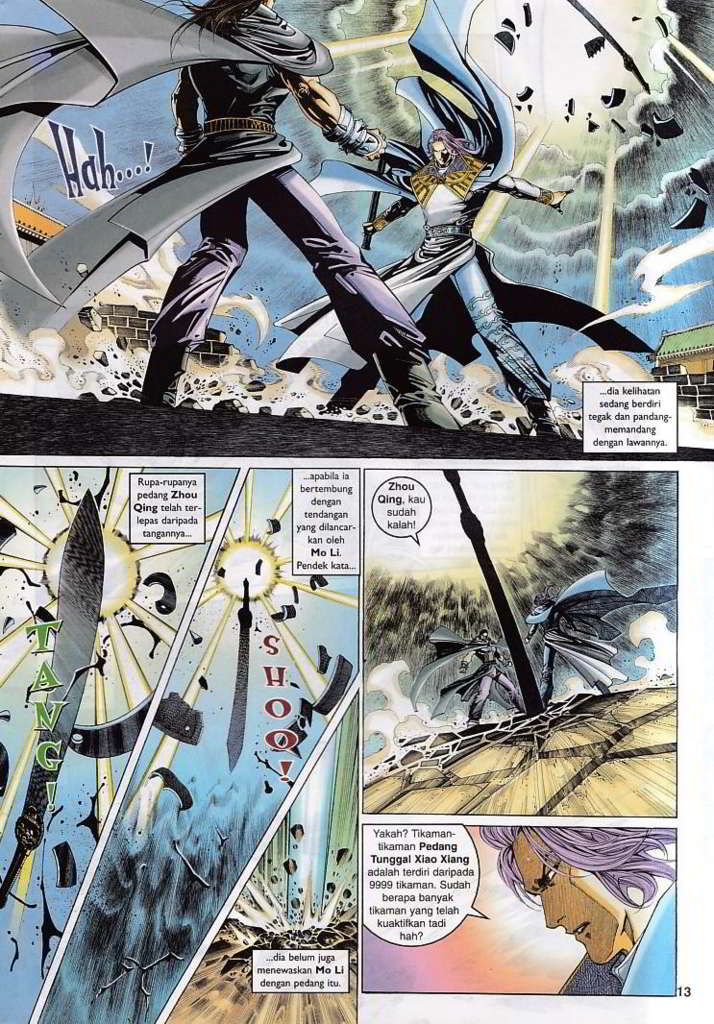 Hah....!
...dia kelihatan
sedang berdiri
tegak dan pandang-
memandang
dengan lawannya.
Rupa-rupanya
pedang Zhou
Qing telah ter-
lepas daripada
tangannya...
TANG!
...apabila ia
bertembung
dengan
tendangan
yang dilancar-
kan oleh
Mo Li.
Pendek kata...
SHOQ!
...dia belum juga
menewaskan Mo Li
dengan pedang itu.
Zhou
Qing, kau
sudah
kalah!
Yakah? Tikaman-
tikaman Pedang
Tunggal Xiao Xiang
adalah terdiri daripada
9999 tikaman. Sudah
berapa banyak
tikaman yang telah
kuaktifkan tadi
hah?
13